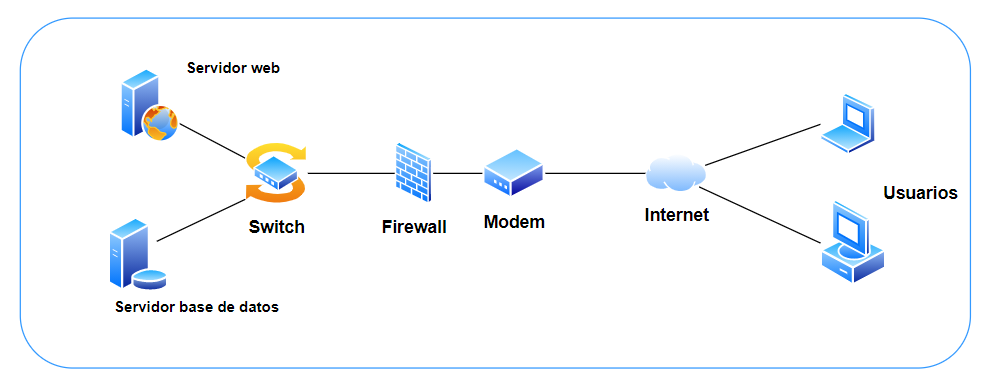 Servidor web
Switch
Firewall
Modem
Internet
Usuarios
Servidor base de datos